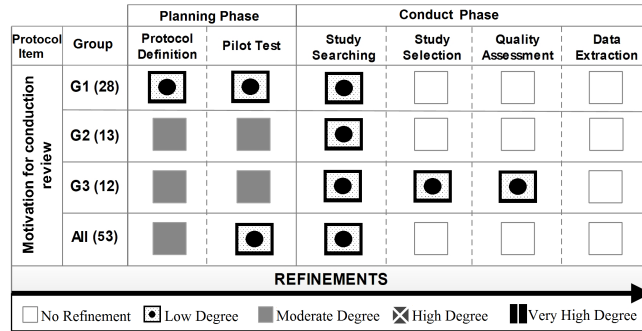 Planning Phase Conduct Phase
Protocol Item Group Protocol Definition Pilot Test Study Searching Study Selection Quality Assessment Data Extraction
Motivation for conduction review
G1 (28)
G2 (13)
G3 (12)
All (53)
REFINEMENTS
No Refinement Low Degree Moderate Degree High Degree Very High Degree